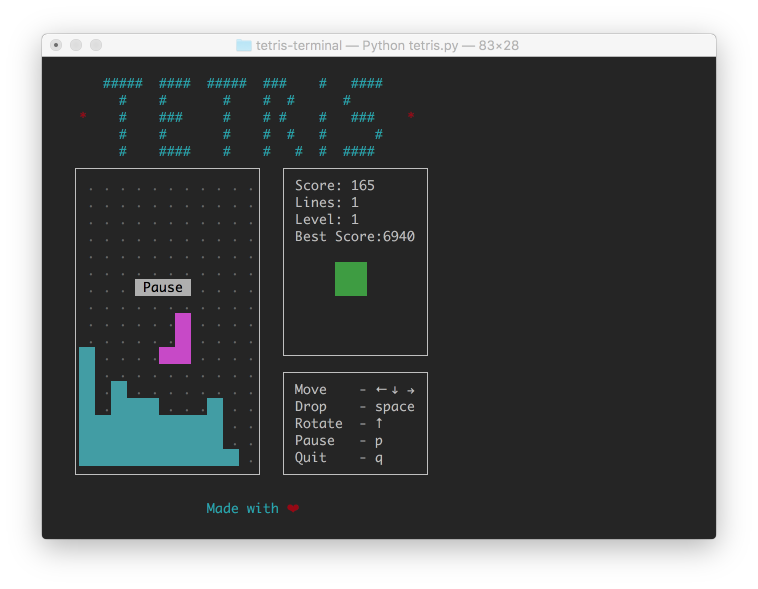 tetris-terminal — Python tetris.py — 83×28
TETRIS
Score: 165
Lines: 1
Level: 1
Best Score:6940
Pause
Move - ← ↓ →
Drop - space
Rotate - ↑
Pause - p
Quit - q
Made with ❤